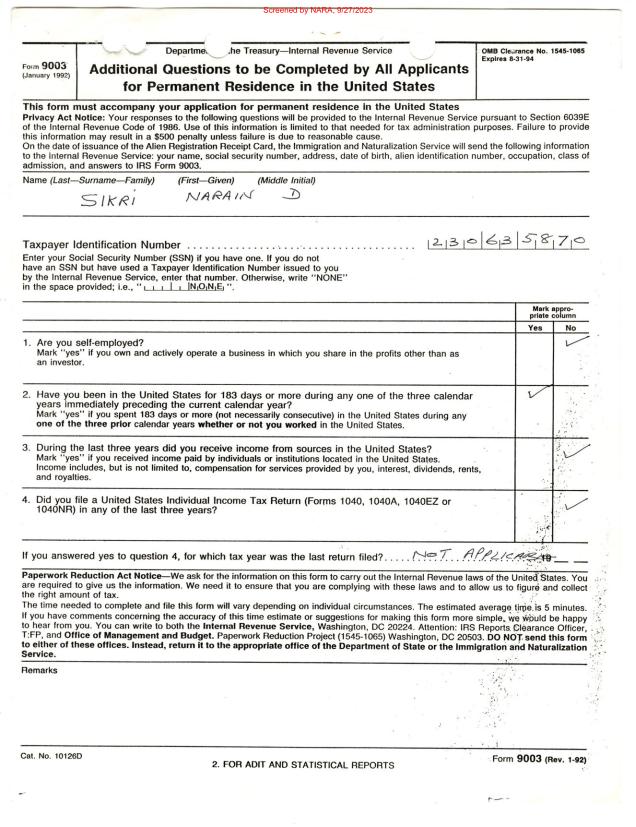 Screened by NARA, 9/27/2023
Departme he Treasury—Internal Revenue Service
OMB Clearance No. 1545-1065
Expires 8-31-94
Form 9003
(January 1992)
Additional Questions to be Completed by All Applicants
for Permanent Residence in the United States
This form must accompany your application for permanent residence in the United States
Privacy Act Notice: Your responses to the following questions will be provided to the Internal Revenue Service pursuant to Section 6039E
of the Internal Revenue Code of 1986. Use of this information is limited to that needed for tax administration purposes. Failure to provide
this information may result in a $500 penalty unless failure is due to reasonable cause.
On the date of issuance of the Alien Registration Receipt Card, the Immigration and Naturalization Service will send the following information
to the Internal Revenue Service: your name, social security number, address, date of birth, alien identification number, occupation, class of
admission, and answers to IRS Form 9003.
Name (Last—Surname—Family) (First—Given) (Middle Initial)
SIKRI NARAIN D
Taxpayer Identification Number ....................................... 230635870
Enter your Social Security Number (SSN) if you have one. If you do not
have an SSN but have used a Taxpayer Identification Number issued to you
by the Internal Revenue Service, enter that number. Otherwise, write "NONE"
in the space provided; i.e., " | | | | |N|O|N|E| ".
Mark appro-
priate column
Yes No
1. Are you self-employed?
Mark "yes" if you own and actively operate a business in which you share in the profits other than as
an investor.
2. Have you been in the United States for 183 days or more during any one of the three calendar
years immediately preceding the current calendar year?
Mark "yes" if you spent 183 days or more (not necessarily consecutive) in the United States during any
one of the three prior calendar years whether or not you worked in the United States.
3. During the last three years did you receive income from sources in the United States?
Mark "yes" if you received income paid by individuals or institutions located in the United States.
Income includes, but is not limited to, compensation for services provided by you, interest, dividends, rents,
and royalties.
4. Did you file a United States Individual Income Tax Return (Forms 1040, 1040A, 1040EZ or
1040NR) in any of the last three years?
If you answered yes to question 4, for which tax year was the last return filed?..... NOT 19
Paperwork Reduction Act Notice—We ask for the information on this form to carry out the Internal Revenue laws of the United States. You
are required to give us the information. We need it to ensure that you are complying with these laws and to allow us to figure and collect
the right amount of tax.
The time needed to complete and file this form will vary depending on individual circumstances. The estimated average time is 5 minutes.
If you have comments concerning the accuracy of this time estimate or suggestions for making this form more simple, we would be happy
to hear from you. You can write to both the Internal Revenue Service, Washington, DC 20224. Attention: IRS Reports Clearance Officer,
T:FP, and Office of Management and Budget. Paperwork Reduction Project (1545-1065) Washington, DC 20503. DO NOT send this form
to either of these offices. Instead, return it to the appropriate office of the Department of State or the Immigration and Naturalization
Service.
Remarks
Cat. No. 10126D
2. FOR ADIT AND STATISTICAL REPORTS
Form 9003 (Rev. 1-92)